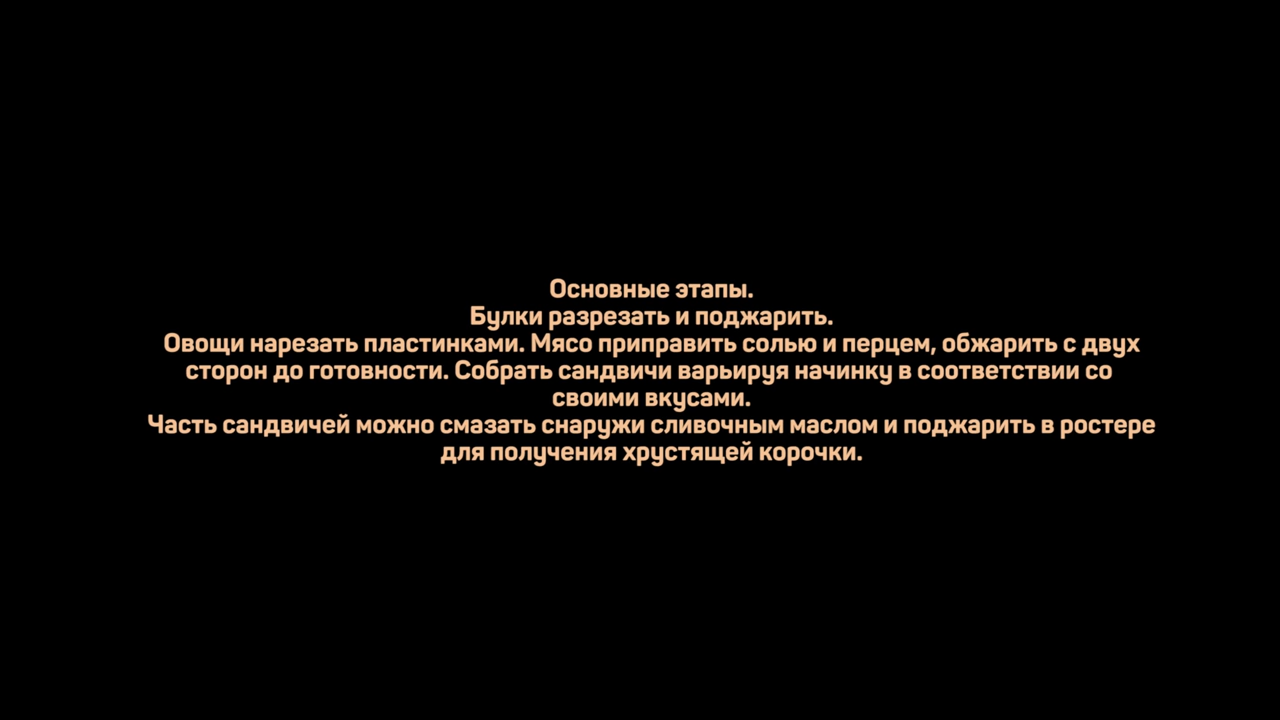 Основные этапы.
Булки разрезать и поджарить.
Овощи нарезать пластинками. Мясо приправить солью и перцем, обжарить с двух
сторон до готовности. Собрать сандвичи варьируя начинку в соответствии со
своими вкусами.
Часть сандвичей можно смазать снаружи сливочным маслом и поджарить в ростере
для получения хрустящей корочки.